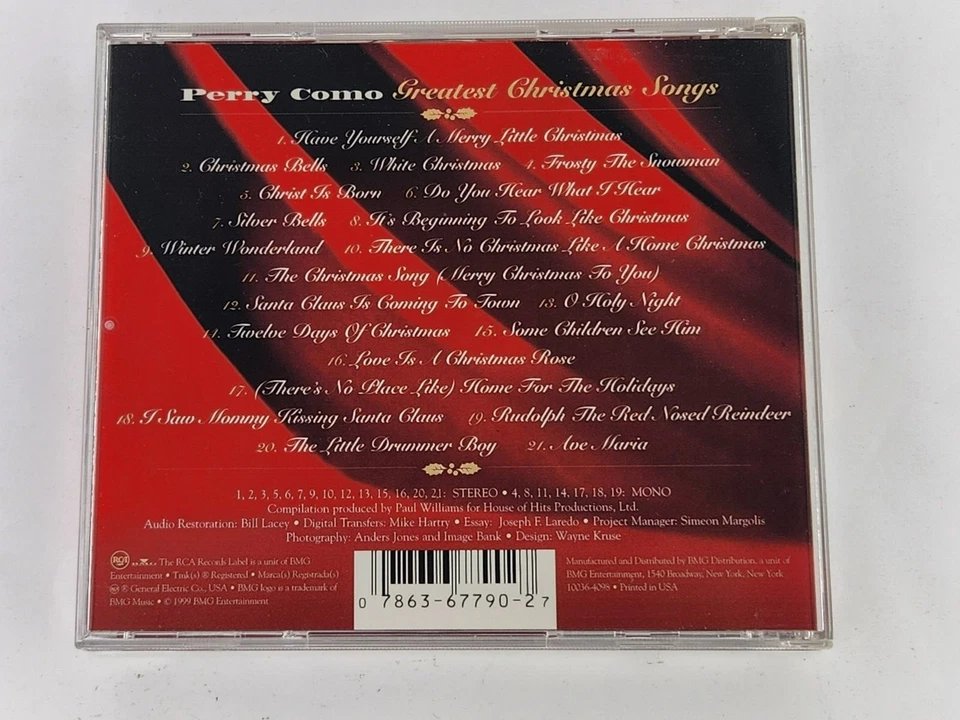 Perry Como Greatest Christmas Songs
1. Have Yourself A Merry Little Christmas
2. Christmas Bells 3. White Christmas 4. Frosty The Snowman
5. Christ Is Born 6. Do You Hear What I Hear
7. Silver Bells 8. It's Beginning To Look Like Christmas
9. Winter Wonderland 10. There Is No Christmas Like A Home Christmas
11. The Christmas Song (Merry Christmas To You)
12. Santa Claus Is Coming To Town 13. O Holy Night
14. Twelve Days Of Christmas 15. Some Children See Him
16. Love Is A Christmas Rose
17. (There's No Place Like) Home For The Holidays
18. I Saw Mommy Kissing Santa Claus 19. Rudolph The Red Nosed Reindeer
20. The Little Drummer Boy 21. Ave Maria
1, 2, 3, 5, 6, 7, 9, 10, 12, 13, 15, 16, 20, 21: STEREO • 4, 8, 11, 14, 17, 18, 19: MONO
Compilation produced by Paul Williams for House of Hits Productions, Ltd.
Audio Restoration: Bill Lacey • Digital Transfers: Mike Hartry • Essay: Joseph F. Laredo • Project Manager: Simeon Margolis
Photography: Anders Jones and Image Bank • Design: Wayne Kruse
RCA BMG The RCA Records Label is a unit of BMG
Entertainment • Tmk(s) ® Registered • Marca(s) Registrada(s)
® General Electric Co., USA • BMG logo is a trademark of
BMG Music • © 1999 BMG Entertainment
0 7863-67790-2 7
Manufactured and Distributed by BMG Distribution, a unit of
BMG Entertainment, 1540 Broadway, New York, New York
10036-4098 • Printed in USA